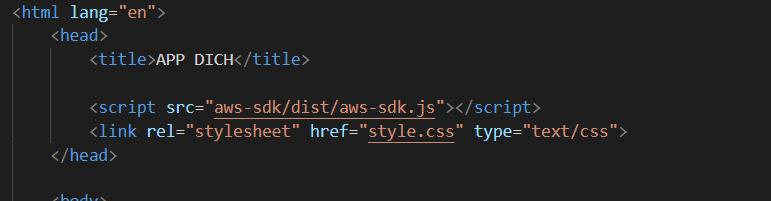 <html lang="en">
<head>
<title>APP DICH</title>
<script src="aws-sdk/dist/aws-sdk.js"></script>
<link rel="stylesheet" href="style.css" type="text/css">
</head>
<body>